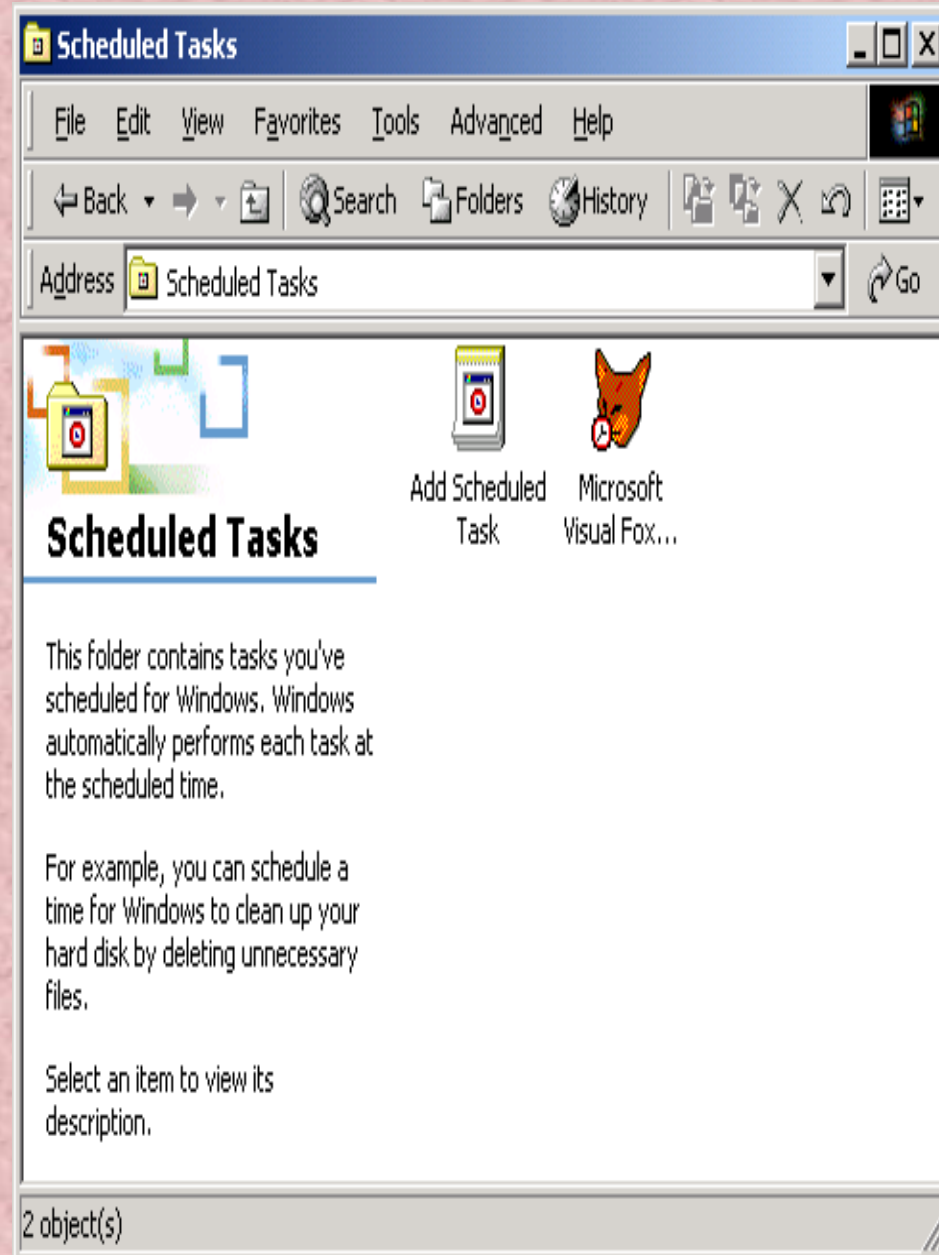 Scheduled Tasks
File Edit View Favorites Tools Advanced Help
Back Search Folders History
Address Scheduled Tasks Go
Add Scheduled
Task
Microsoft
Visual Fox...
Scheduled Tasks
This folder contains tasks you've
scheduled for Windows. Windows
automatically performs each task at
the scheduled time.
For example, you can schedule a
time for Windows to clean up your
hard disk by deleting unnecessary
files.
Select an item to view its
description.
2 object(s)